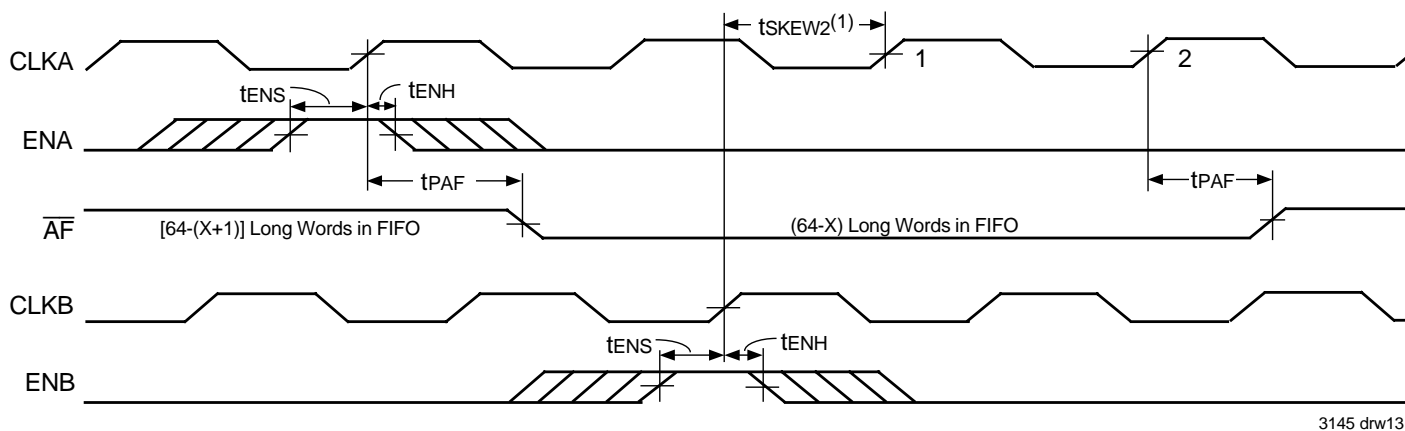 tSKEW2(1)
CLKA
1
2
tENS
tENH
ENA
tPAF
tPAF
AF
[64-(X+1)] Long Words in FIFO
(64-X) Long Words in FIFO
CLKB
tENS
tENH
ENB
3145 drw13